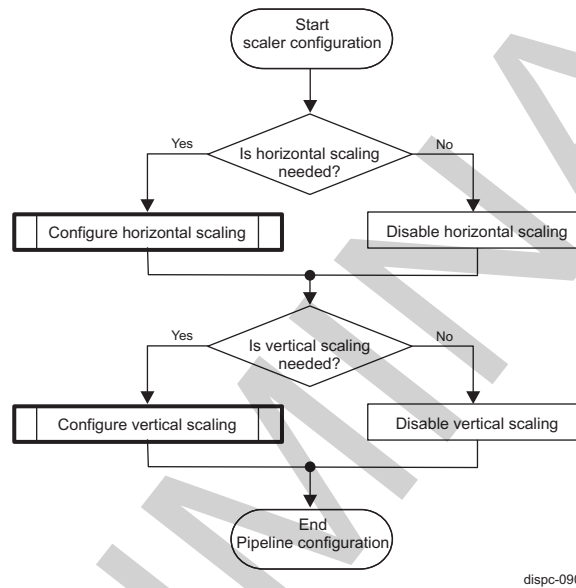 Start
scaler configuration
Is horizontal scaling
needed?
Yes
No
Configure horizontal scaling
Disable horizontal scaling
Is vertical scaling
needed?
Yes
No
Configure vertical scaling
Disable vertical scaling
End
Pipeline configuration